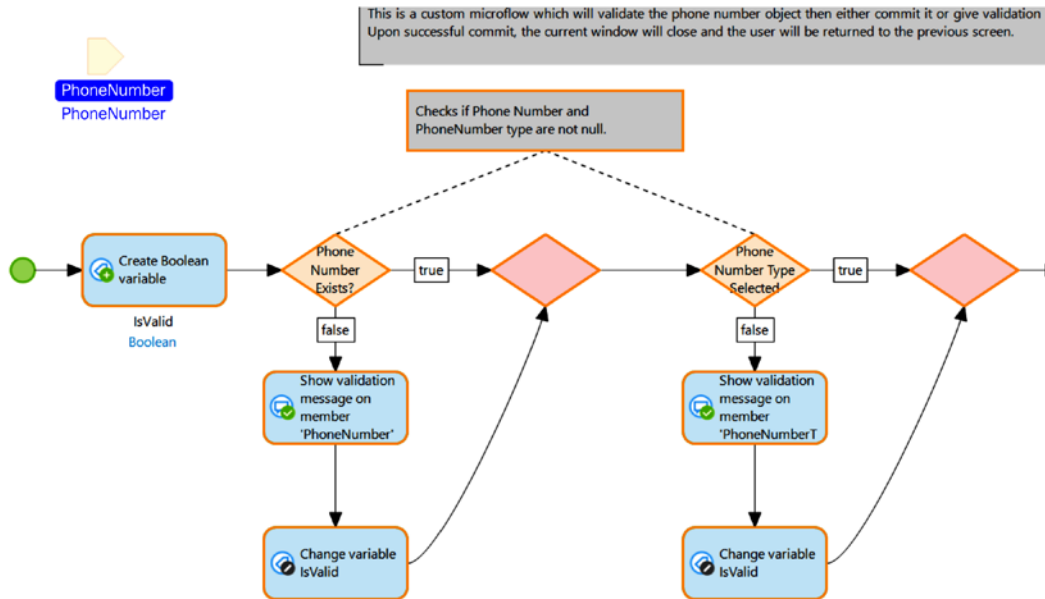 This is a custom microflow which will validate the phone number object then either commit it or give validation
Upon successful commit, the current window will close and the user will be returned to the previous screen.
PhoneNumber
PhoneNumber
Checks if Phone Number and
PhoneNumber type are not null.
Create Boolean
variable
IsValid
Boolean
Phone
Number
Exists?
true
false
Show validation
message on
member
'PhoneNumber'
Change variable
IsValid
Phone
Number Type
Selected
true
false
Show validation
message on
member
'PhoneNumberT
Change variable
IsValid